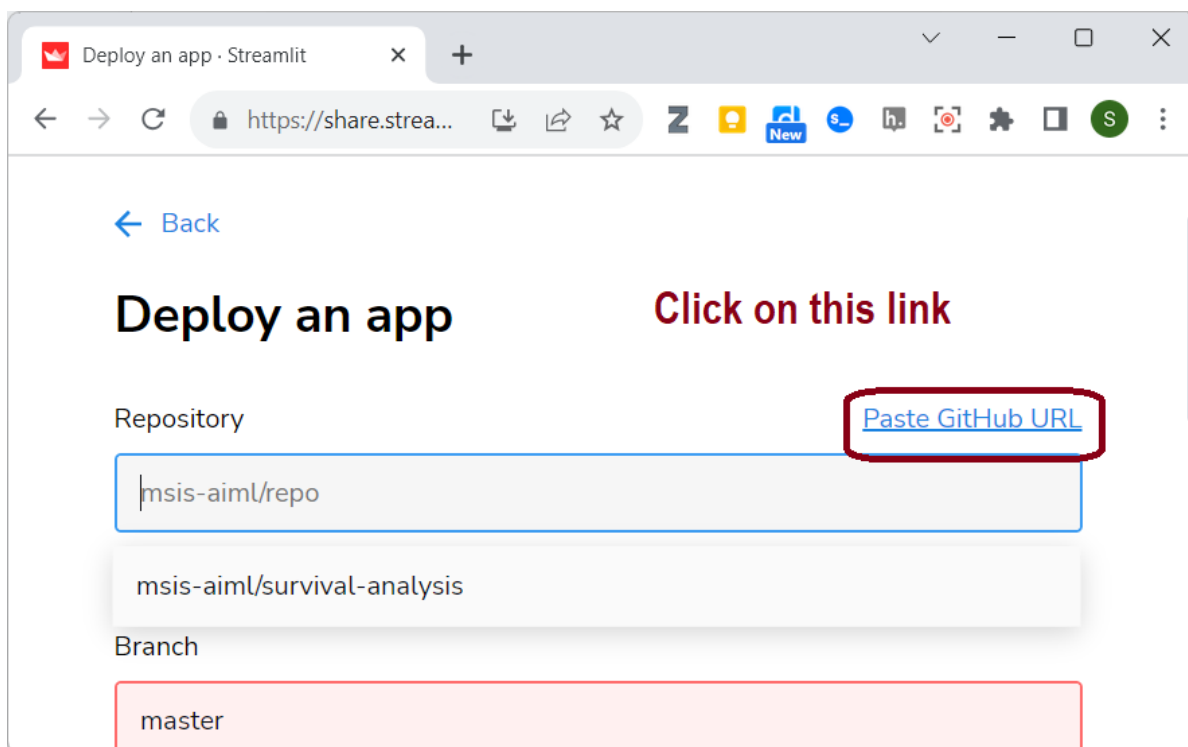 Deploy an app · Streamlit
https://share.strea...
New
S_
h.
S
Back
Deploy an app
Click on this link
Repository
Paste GitHub URL
msis-aiml/repo
msis-aiml/survival-analysis
Branch
master